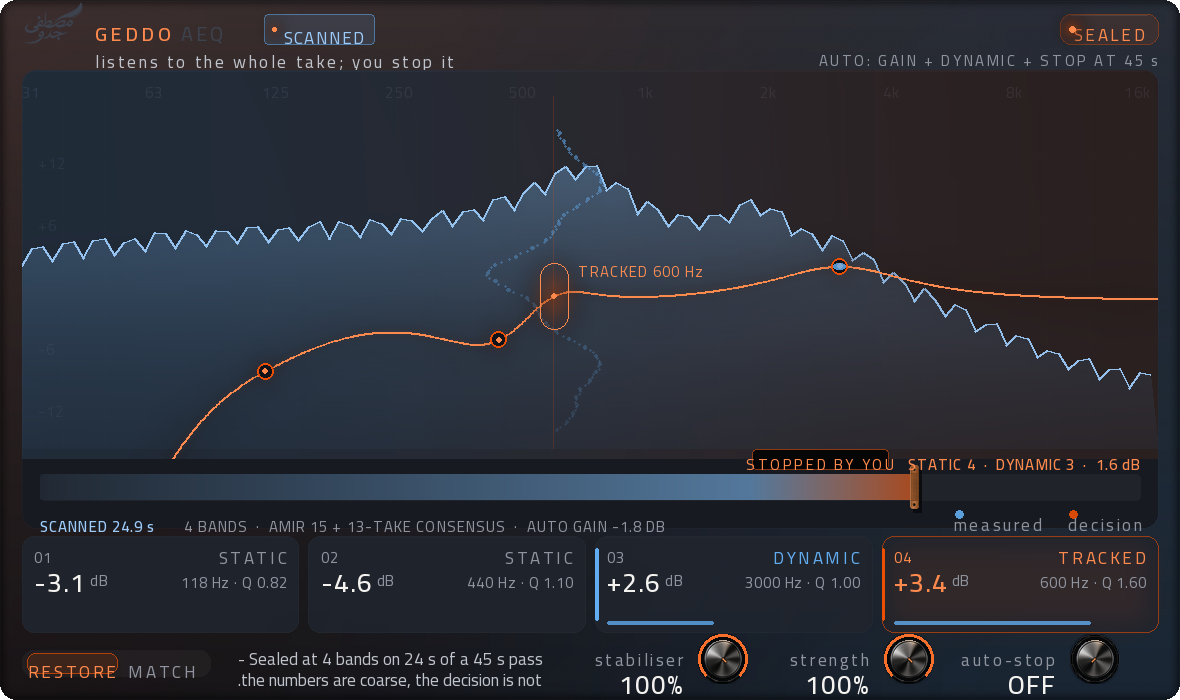 مصطفى
جدو
GEDDO AEQ
SCANNED
SEALED
listens to the whole take; you stop it
AUTO: GAIN + DYNAMIC + STOP AT 45 s
31 63 125 250 500 1k 2k 4k 8k 16k
+12
+6
TRACKED 600 Hz
-6
-12
STOPPED BY YOU STATIC 4 · DYNAMIC 3 · 1.6 dB
SCANNED 24.9 s 4 BANDS · AMIR 15 + 13-TAKE CONSENSUS · AUTO GAIN -1.8 DB
measured decision
01 STATIC
-3.1 dB 118 Hz · Q 0.82
02 STATIC
-4.6 dB 440 Hz · Q 1.10
03 DYNAMIC
+2.6 dB 3000 Hz · Q 1.00
04 TRACKED
+3.4 dB 600 Hz · Q 1.60
RESTORE MATCH
- Sealed at 4 bands on 24 s of a 45 s pass
.the numbers are coarse, the decision is not
stabiliser
100%
strength
100%
auto-stop
OFF